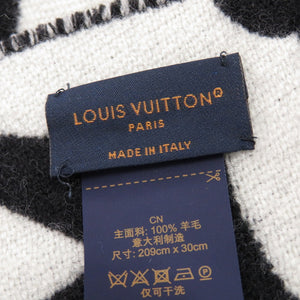 LOUIS VUITTON®
PARIS
MADE IN ITALY
CN
主面料: 100% 羊毛
意大利制造
尺寸: 209cm x 30cm
仅可干洗